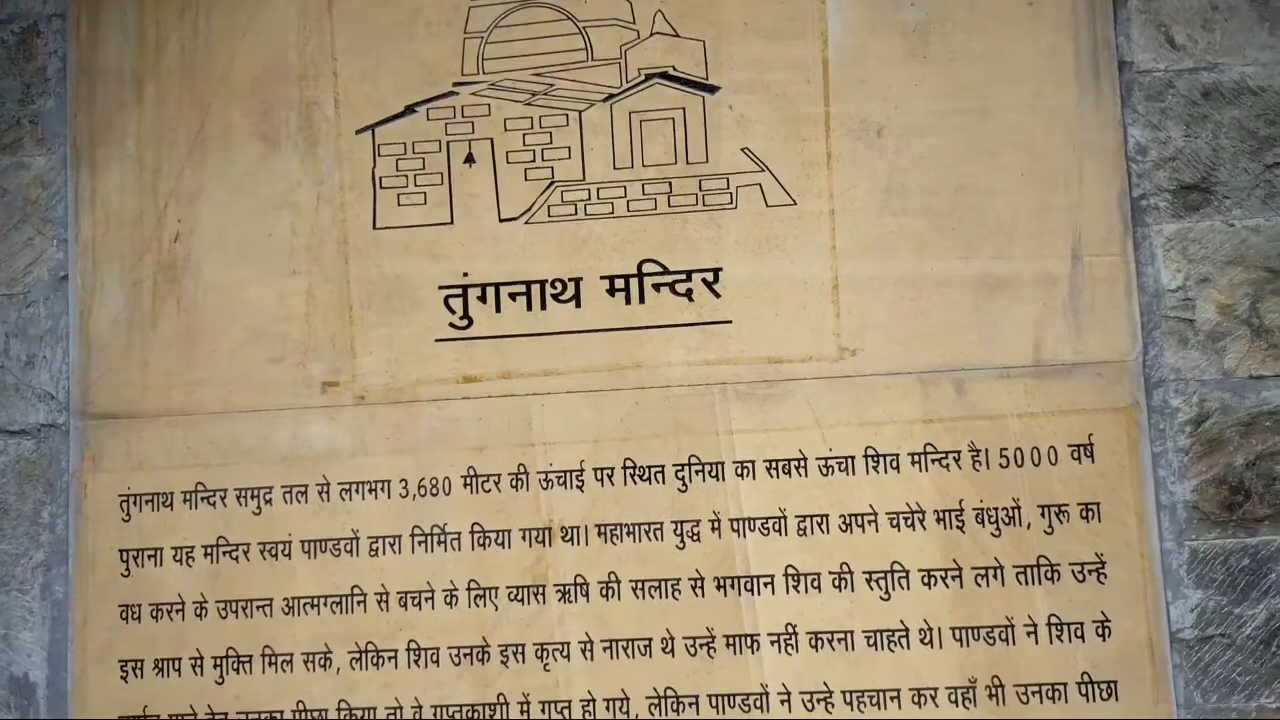 तुंगनाथ मन्दिर
तुंगनाथ मन्दिर समुद्र तल से लगभग 3,680 मीटर की ऊंचाई पर स्थित दुनिया का सबसे ऊंचा शिव मन्दिर है। 5000 वर्ष
पुराना यह मन्दिर स्वयं पाण्डवों द्वारा निर्मित किया गया था। महाभारत युद्ध में पाण्डवों द्वारा अपने चचेरे भाई बंधुओं, गुरू का
वध करने के उपरान्त आत्मग्लानि से बचने के लिए व्यास ऋषि की सलाह से भगवान शिव की स्तुति करने लगे ताकि उन्हें
इस श्राप से मुक्ति मिल सके, लेकिन शिव उनके इस कृत्य से नाराज थे उन्हें माफ नहीं करना चाहते थे। पाण्डवों ने शिव के
उनका पीछा किया तो वे गुप्तकाशी में गुप्त हो गये, लेकिन पाण्डवों ने उन्हे पहचान कर वहाँ भी उनका पीछा